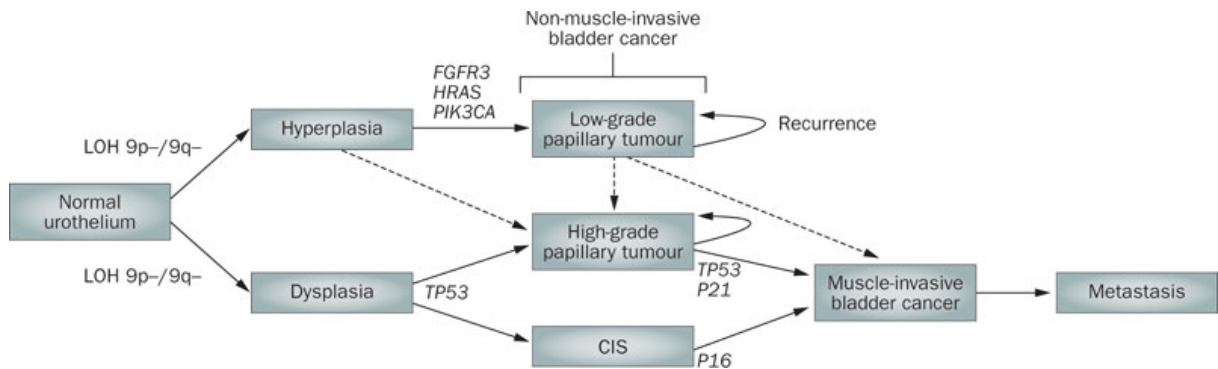 Non-muscle-invasive
bladder cancer
FGFR3
HRAS
PIK3CA
Hyperplasia
Low-grade
papillary tumour
Recurrence
LOH 9p–/9q–
Normal
urothelium
High-grade
papillary tumour
LOH 9p–/9q–
Dysplasia
TP53
TP53
P21
Muscle-invasive
bladder cancer
Metastasis
CIS
P16